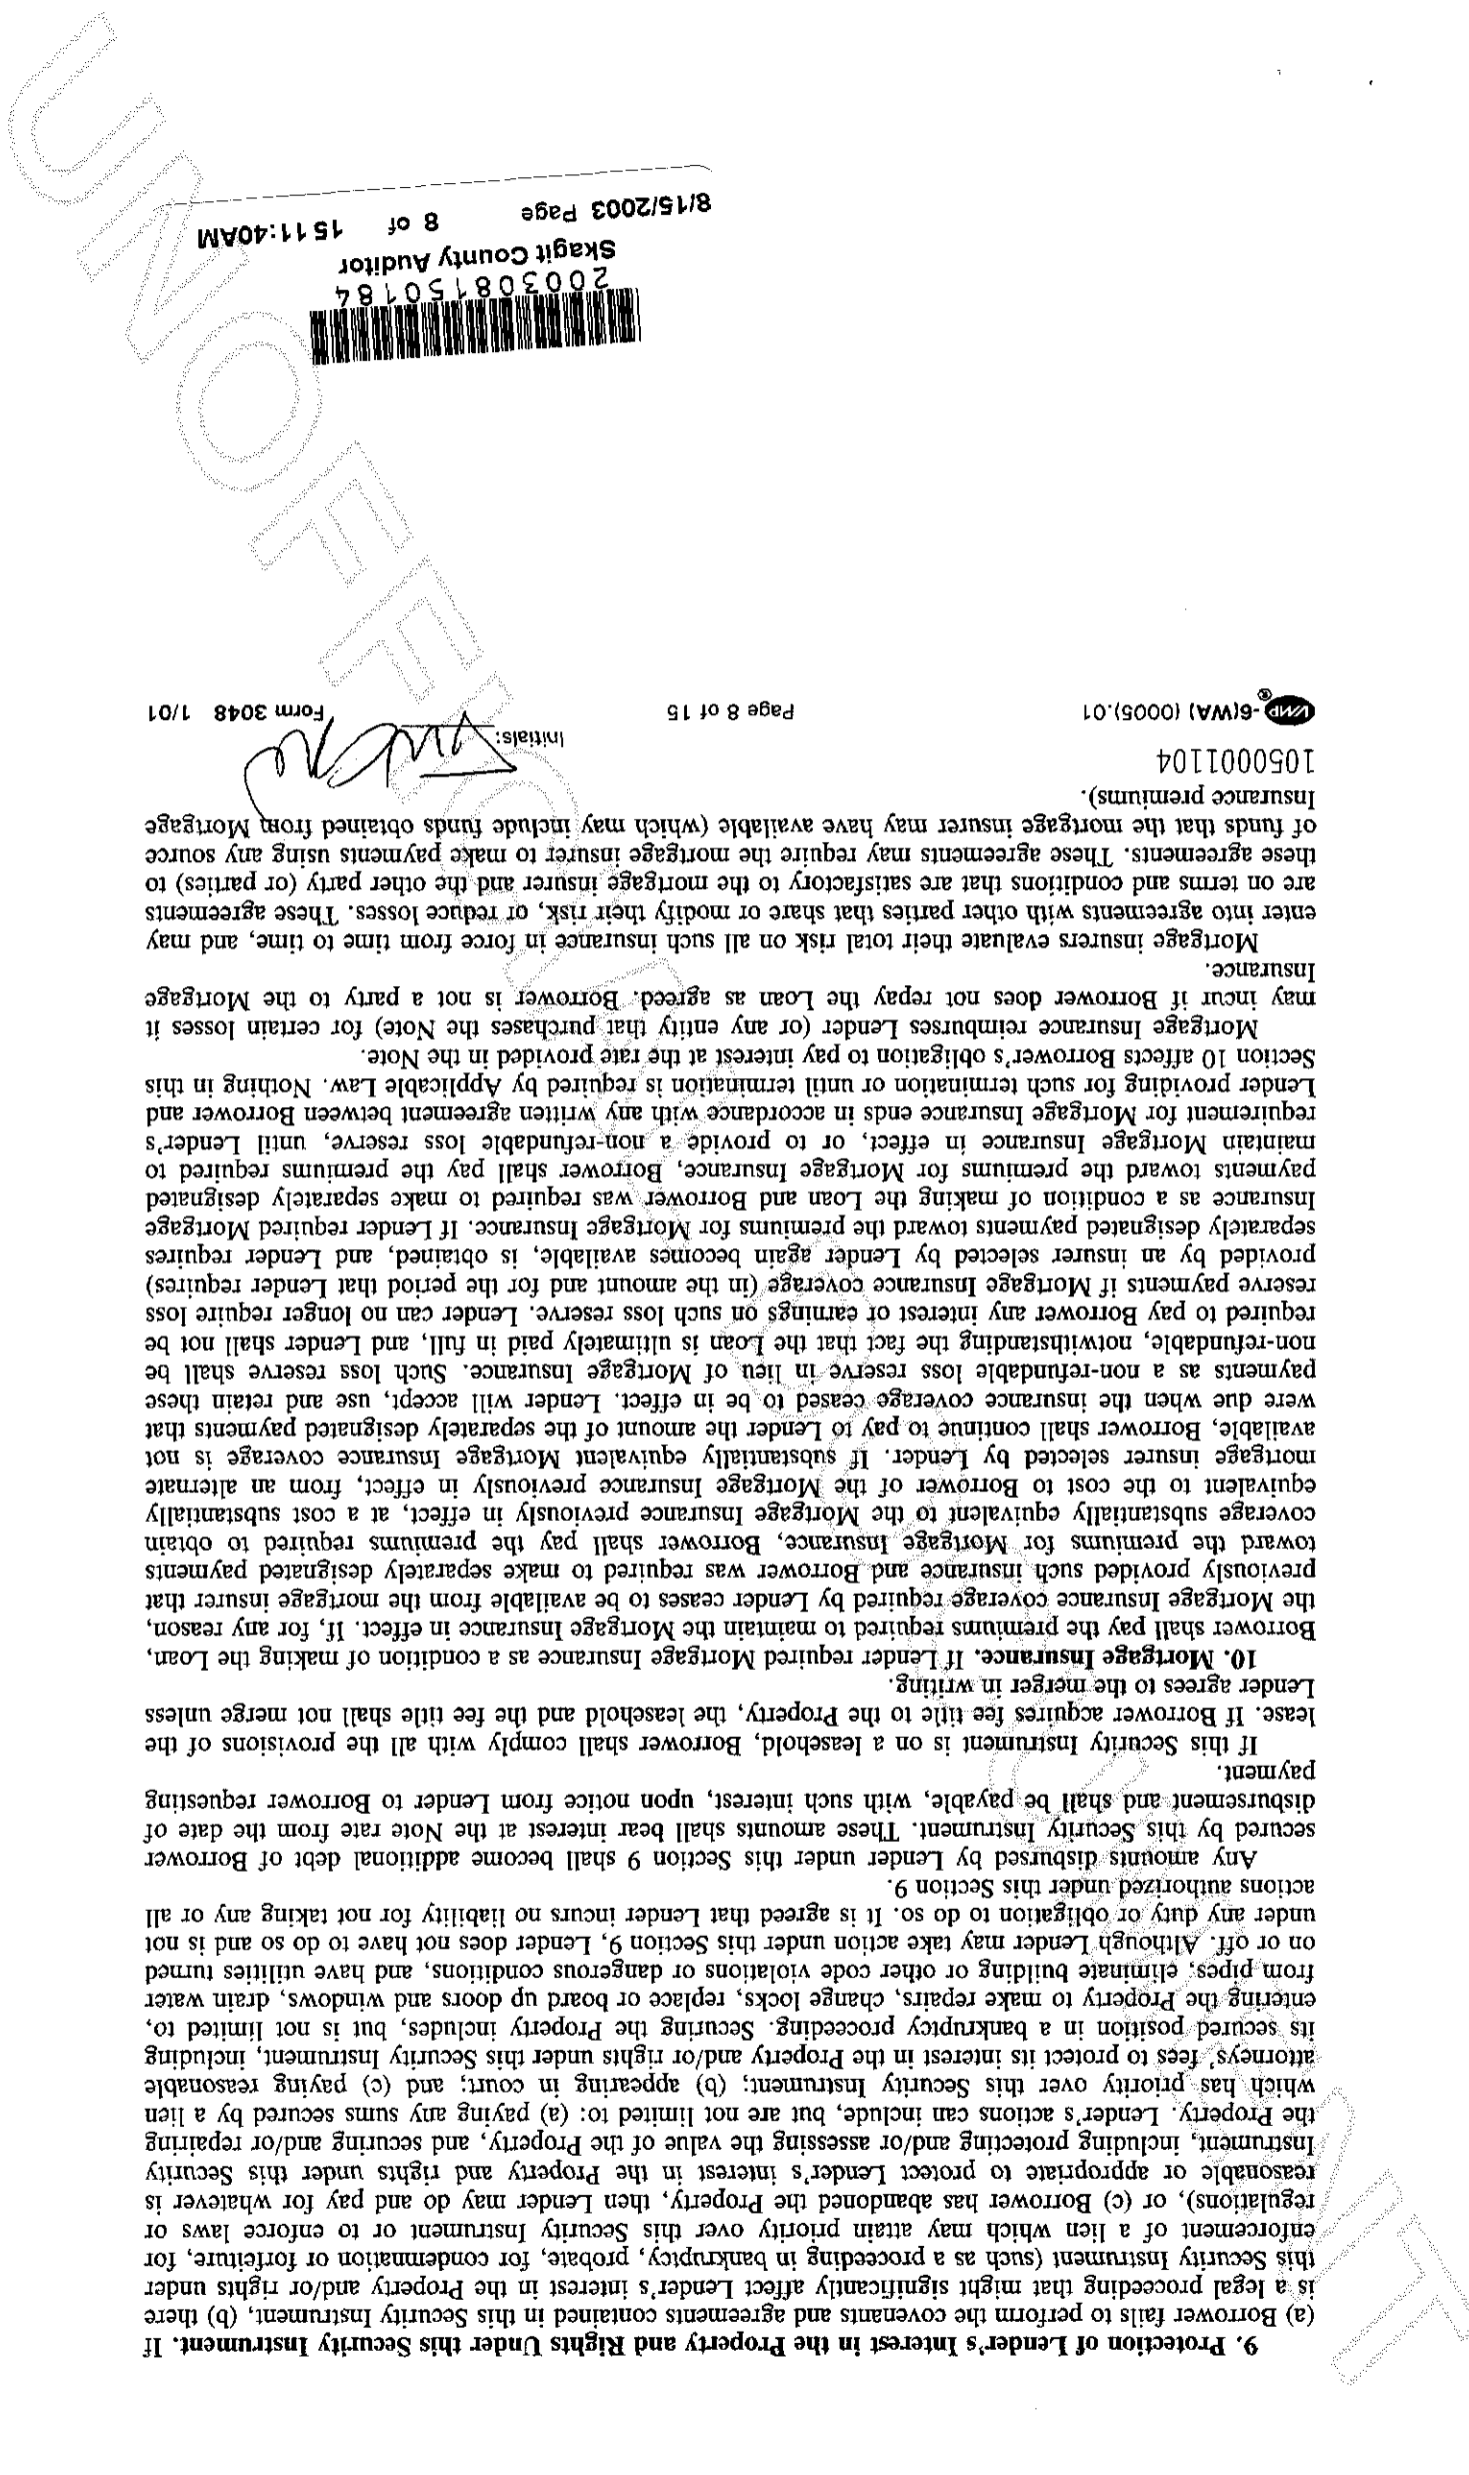 9. Protection of Lender's Interest in the Property and Rights Under this Security Instrument. If
(a) Borrower fails to perform the covenants and agreements contained in this Security Instrument, (b) there
is a legal proceeding that might significantly affect Lender's interest in the Property and/or rights under
this Security Instrument (such as a proceeding in bankruptcy, probate, for condemnation or forfeiture, for
enforcement of a lien which may attain priority over this Security Instrument or to enforce laws or
regulations), or (c) Borrower has abandoned the Property, then Lender may do and pay for whatever is
reasonable or appropriate to protect Lender's interest in the Property and rights under this Security
Instrument, including protecting and/or assessing the value of the Property, and securing and/or repairing
the Property. Lender's actions can include, but are not limited to: (a) paying any sums secured by a lien
which has priority over this Security Instrument; (b) appearing in court; and (c) paying reasonable
attorneys' fees to protect its interest in the Property and/or rights under this Security Instrument, including
its secured position in a bankruptcy proceeding. Securing the Property includes, but is not limited to,
entering the Property to make repairs, change locks, replace or board up doors and windows, drain water
from pipes, eliminate building or other code violations or dangerous conditions, and have utilities turned
on or off. Although Lender may take action under this Section 9, Lender does not have to do so and is not
under any duty or obligation to do so. It is agreed that Lender incurs no liability for not taking any or all
actions authorized under this Section 9.
Any amounts disbursed by Lender under this Section 9 shall become additional debt of Borrower
secured by this Security Instrument. These amounts shall bear interest at the Note rate from the date of
disbursement and shall be payable, with such interest, upon notice from Lender to Borrower requesting
payment.
If this Security Instrument is on a leasehold, Borrower shall comply with all the provisions of the
lease. If Borrower acquires fee title to the Property, the leasehold and the fee title shall not merge unless
Lender agrees to the merger in writing.
10. Mortgage Insurance. If Lender required Mortgage Insurance as a condition of making the Loan,
Borrower shall pay the premiums required to maintain the Mortgage Insurance in effect. If, for any reason,
the Mortgage Insurance coverage required by Lender ceases to be available from the mortgage insurer that
previously provided such insurance and Borrower was required to make separately designated payments
toward the premiums for Mortgage Insurance, Borrower shall pay the premiums required to obtain
coverage substantially equivalent to the Mortgage Insurance previously in effect, at a cost substantially
equivalent to the cost to Borrower of the Mortgage Insurance previously in effect, from an alternate
mortgage insurer selected by Lender. If substantially equivalent Mortgage Insurance coverage is not
available, Borrower shall continue to pay to Lender the amount of the separately designated payments that
were due when the insurance coverage ceased to be in effect. Lender will accept, use and retain these
payments as a non-refundable loss reserve in lieu of Mortgage Insurance. Such loss reserve shall be
non-refundable, notwithstanding the fact that the Loan is ultimately paid in full, and Lender shall not be
required to pay Borrower any interest or earnings on such loss reserve. Lender can no longer require loss
reserve payments if Mortgage Insurance coverage (in the amount and for the period that Lender requires)
provided by an insurer selected by Lender again becomes available, is obtained, and Lender requires
separately designated payments toward the premiums for Mortgage Insurance. If Lender required Mortgage
Insurance as a condition of making the Loan and Borrower was required to make separately designated
payments toward the premiums for Mortgage Insurance, Borrower shall pay the premiums required to
maintain Mortgage Insurance in effect, or to provide a non-refundable loss reserve, until Lender's
requirement for Mortgage Insurance ends in accordance with any written agreement between Borrower and
Lender providing for such termination or until termination is required by Applicable Law. Nothing in this
Section 10 affects Borrower's obligation to pay interest at the rate provided in the Note.
Mortgage Insurance reimburses Lender (or any entity that purchases the Note) for certain losses it
may incur if Borrower does not repay the Loan as agreed. Borrower is not a party to the Mortgage
Insurance.
Mortgage insurers evaluate their total risk on all such insurance in force from time to time, and may
enter into agreements with other parties that share or modify their risk, or reduce losses. These agreements
are on terms and conditions that are satisfactory to the mortgage insurer and the other party (or parties) to
these agreements. These agreements may require the mortgage insurer to make payments using any source
of funds that the mortgage insurer may have available (which may include funds obtained from Mortgage
Insurance premiums).
1050001104
Initials:
VMP®-6(WA) (0005).01 Page 8 of 15 Form 3048 1/01
200308150184
Skagit County Auditor
8/15/2003 Page 8 of 15 11:40AM
UNOFFICIAL DOCUMENT